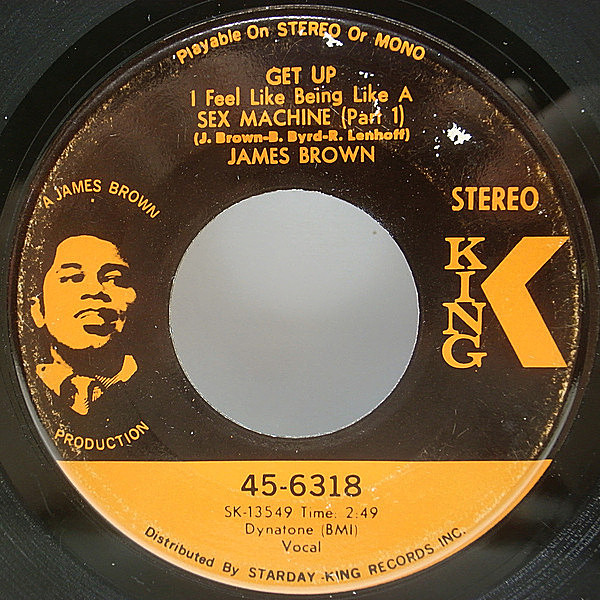 Playable On STEREO Or MONO
GET UP
I Feel Like Being Like A
SEX MACHINE (Part 1)
(J. Brown-B. Byrd-R. Lenhoff)
JAMES BROWN
A JAMES BROWN
PRODUCTION
STEREO
KING
45-6318
SK-13549 Time: 2:49
Dynatone (BMI)
Vocal
Distributed By STARDAY-KING RECORDS INC.